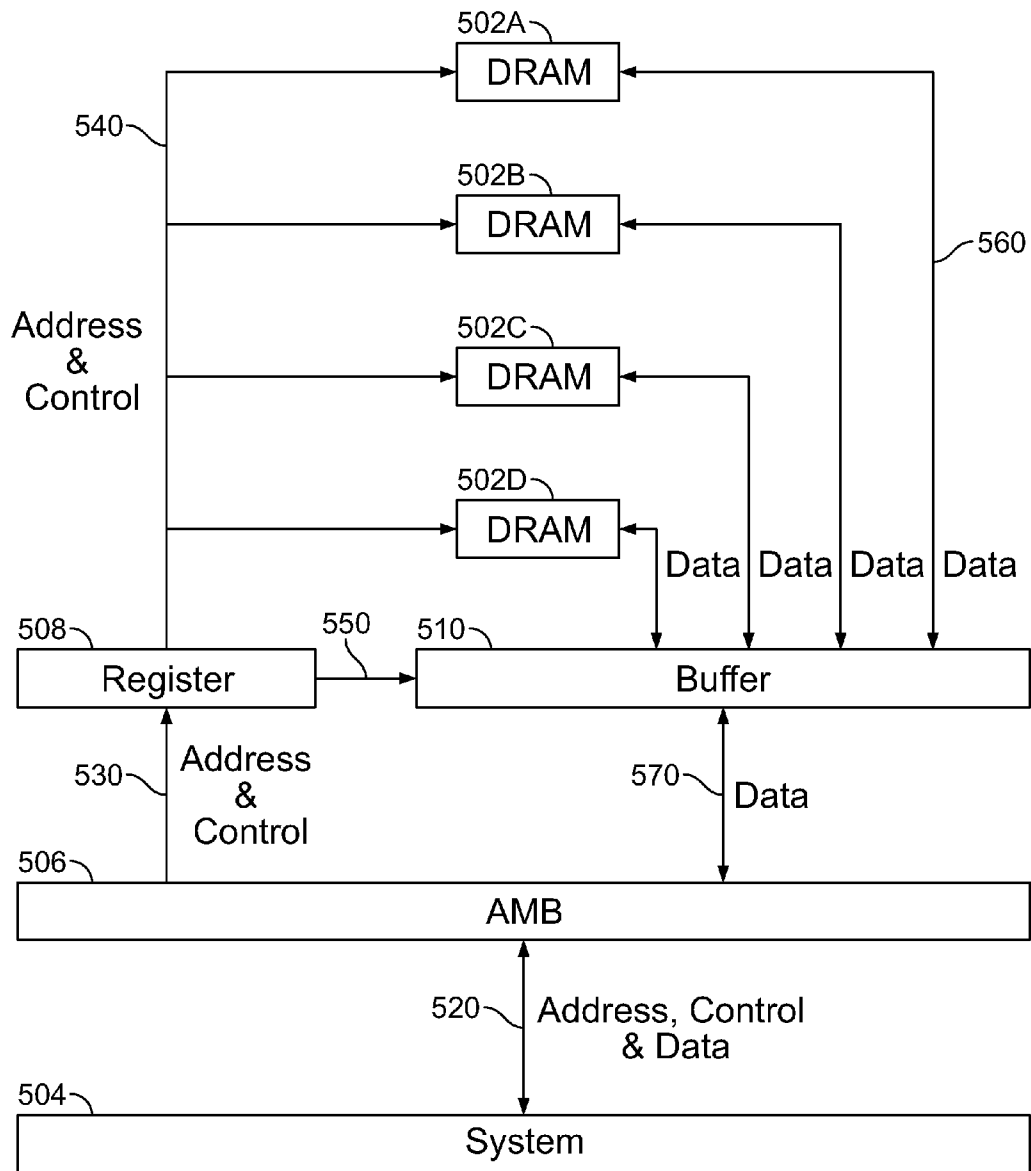 502A
DRAM
540
502B
DRAM
560
Address
&
Control
502C
DRAM
502D
DRAM
Data Data Data Data
508
550
510
Register
Buffer
530
Address
&
Control
570
Data
506
AMB
520
Address, Control
& Data
504
System